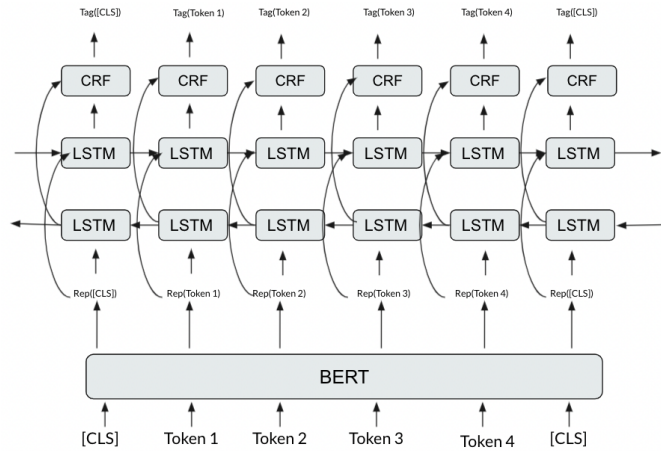 Tag([CLS]) Tag(Token 1) Tag(Token 2) Tag(Token 3) Tag(Token 4) Tag([CLS])
CRF CRF CRF CRF CRF CRF
LSTM LSTM LSTM LSTM LSTM LSTM
LSTM LSTM LSTM LSTM LSTM LSTM
Rep([CLS]) Rep(Token 1) Rep(Token 2) Rep(Token 3) Rep(Token 4) Rep([CLS])
BERT
[CLS] Token 1 Token 2 Token 3 Token 4 [CLS]